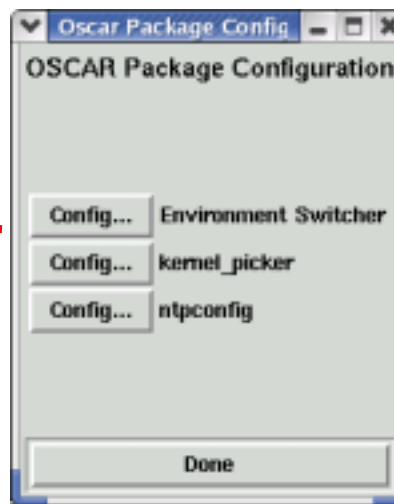 Oscar Package Config
OSCAR Package Configuration
Config... Environment Switcher
Config... kernel_picker
Config... ntpconfig
Done